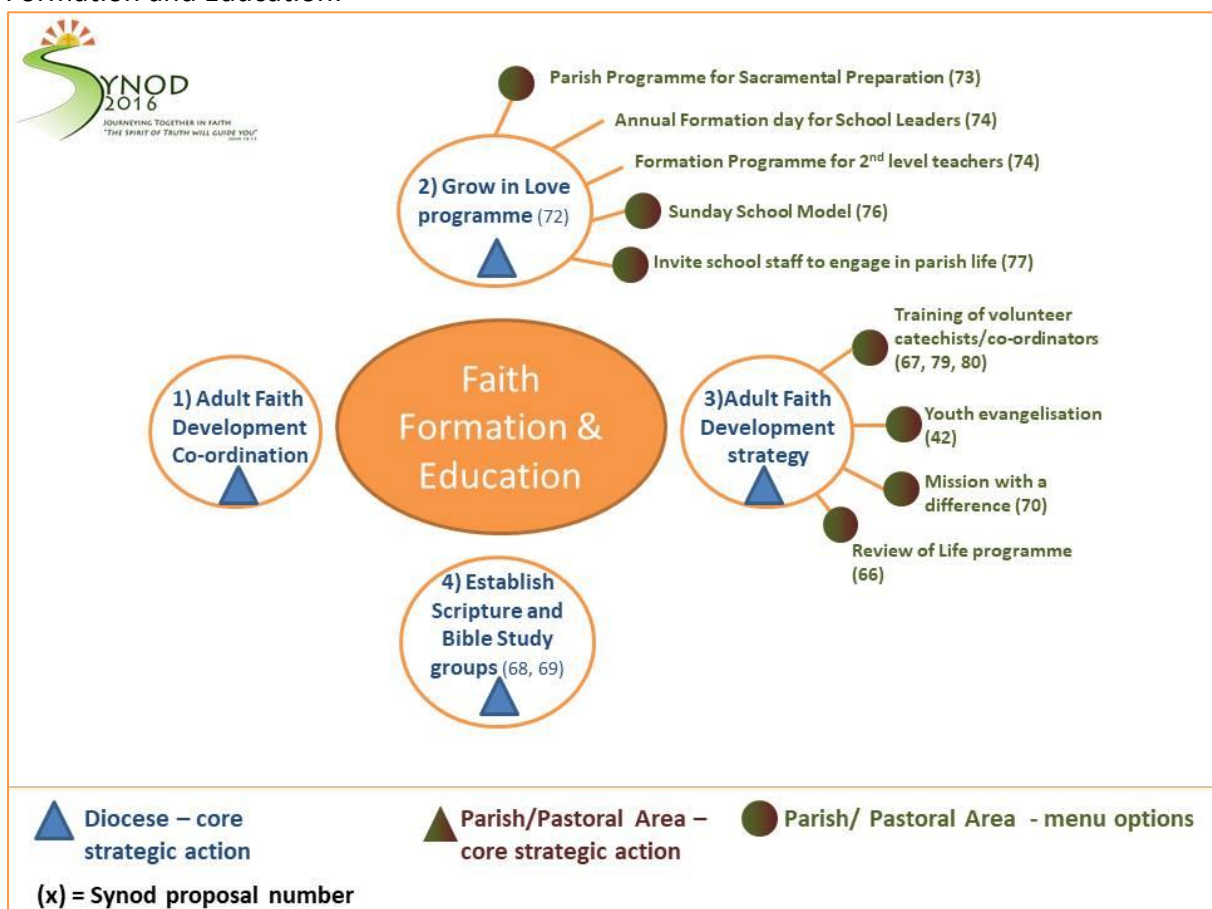 Formation and Education.
SYNOD
2016
JOURNEYING TOGETHER IN FAITH
"THE SPIRIT OF TRUTH WILL GUIDE YOU"
Parish Programme for Sacramental Preparation (73)
Annual Formation day for School Leaders (74)
Formation Programme for 2nd level teachers (74)
2) Grow in Love
programme (72)
Sunday School Model (76)
Invite school staff to engage in parish life (77)
Training of volunteer
catechists/co-ordinators
(67, 79, 80)
Faith
Formation &
Education
1) Adult Faith
Development
Co-ordination
3)Adult Faith
Development
strategy
Youth evangelisation
(42)
Mission with a
difference (70)
Review of Life programme
(66)
4) Establish
Scripture and
Bible Study
groups (68, 69)
Diocese – core
strategic action
Parish/Pastoral Area –
core strategic action
Parish/ Pastoral Area - menu options
(x) = Synod proposal number